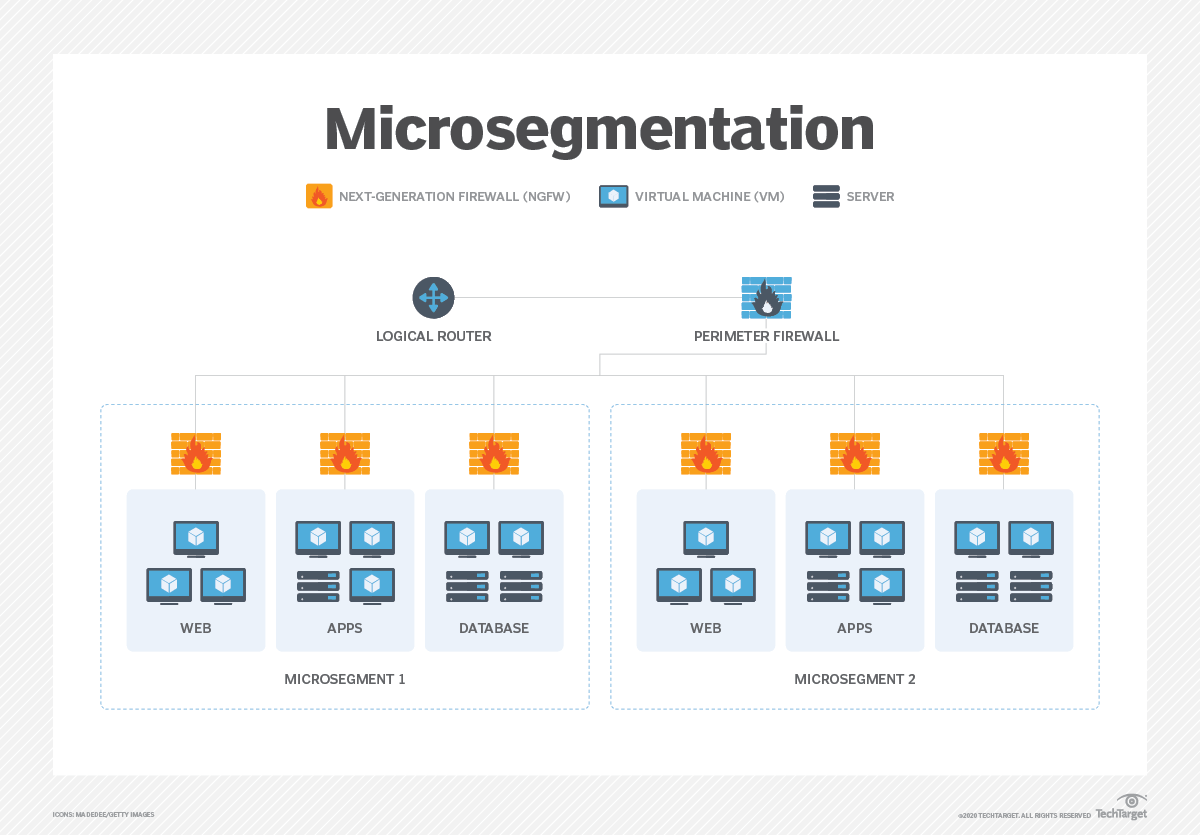 Microsegmentation
NEXT-GENERATION FIREWALL (NGFW)
VIRTUAL MACHINE (VM)
SERVER
LOGICAL ROUTER
PERIMETER FIREWALL
WEB
APPS
DATABASE
MICROSEGMENT 1
WEB
APPS
DATABASE
MICROSEGMENT 2
ICONS: MADEDEE/GETTY IMAGES
©2020 TECHTARGET. ALL RIGHTS RESERVED
TechTarget